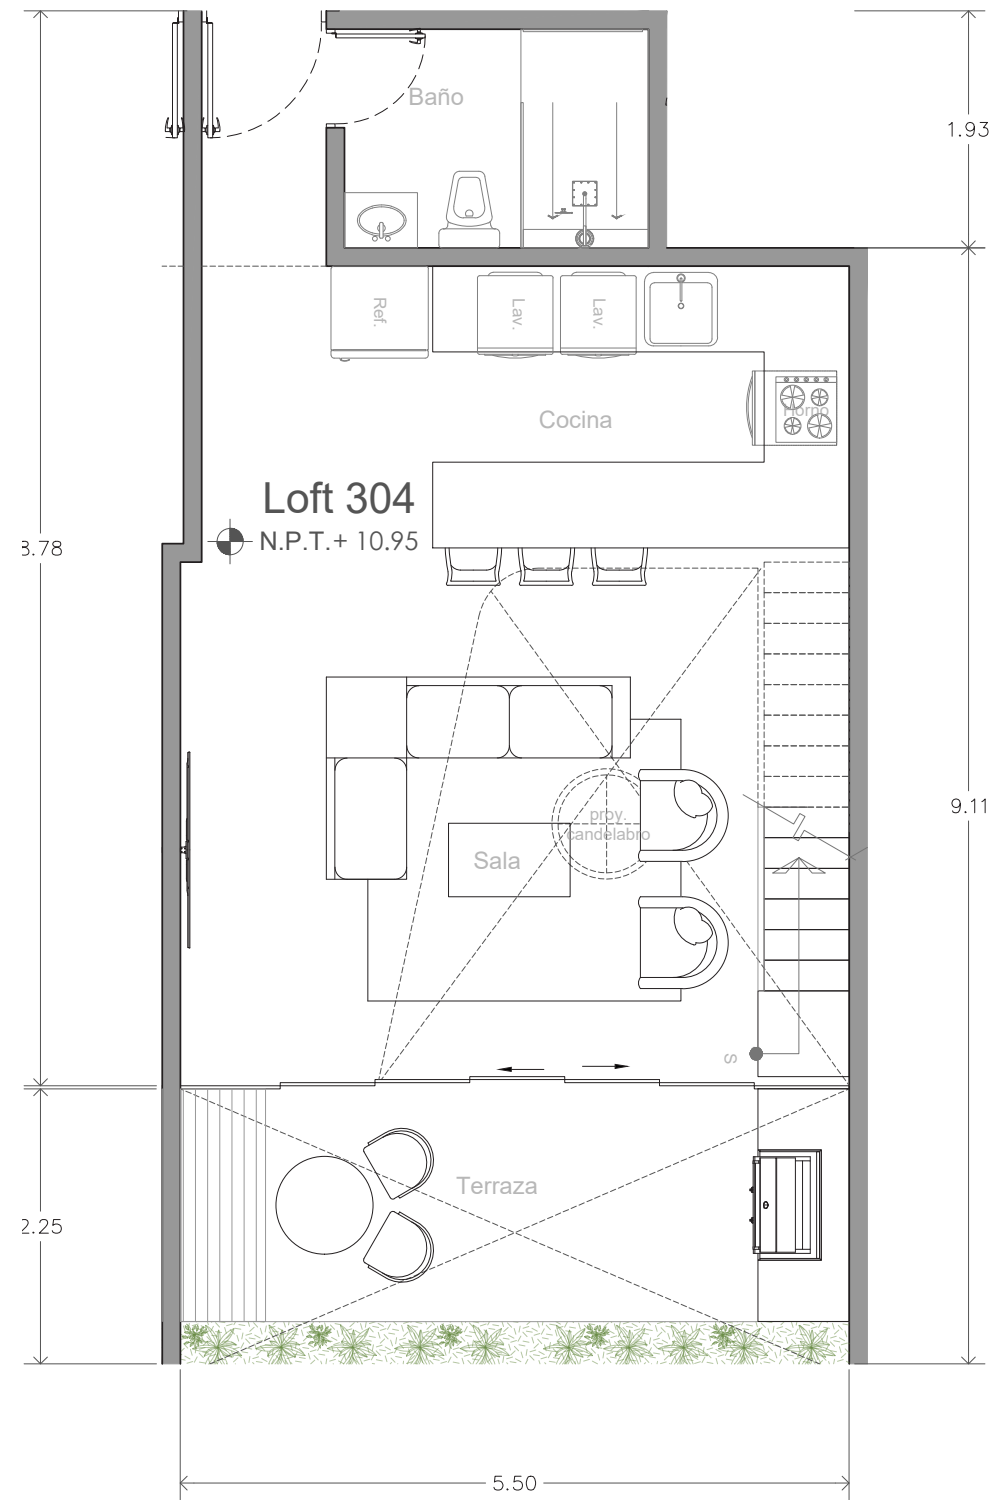 Baño
1.93
Ref.
Lav.
Lav.
Cocina
Horno
Loft 304
N.P.T.+ 10.95
8.78
proy.
candelabro
9.11
Sala
S
Terraza
2.25
5.50